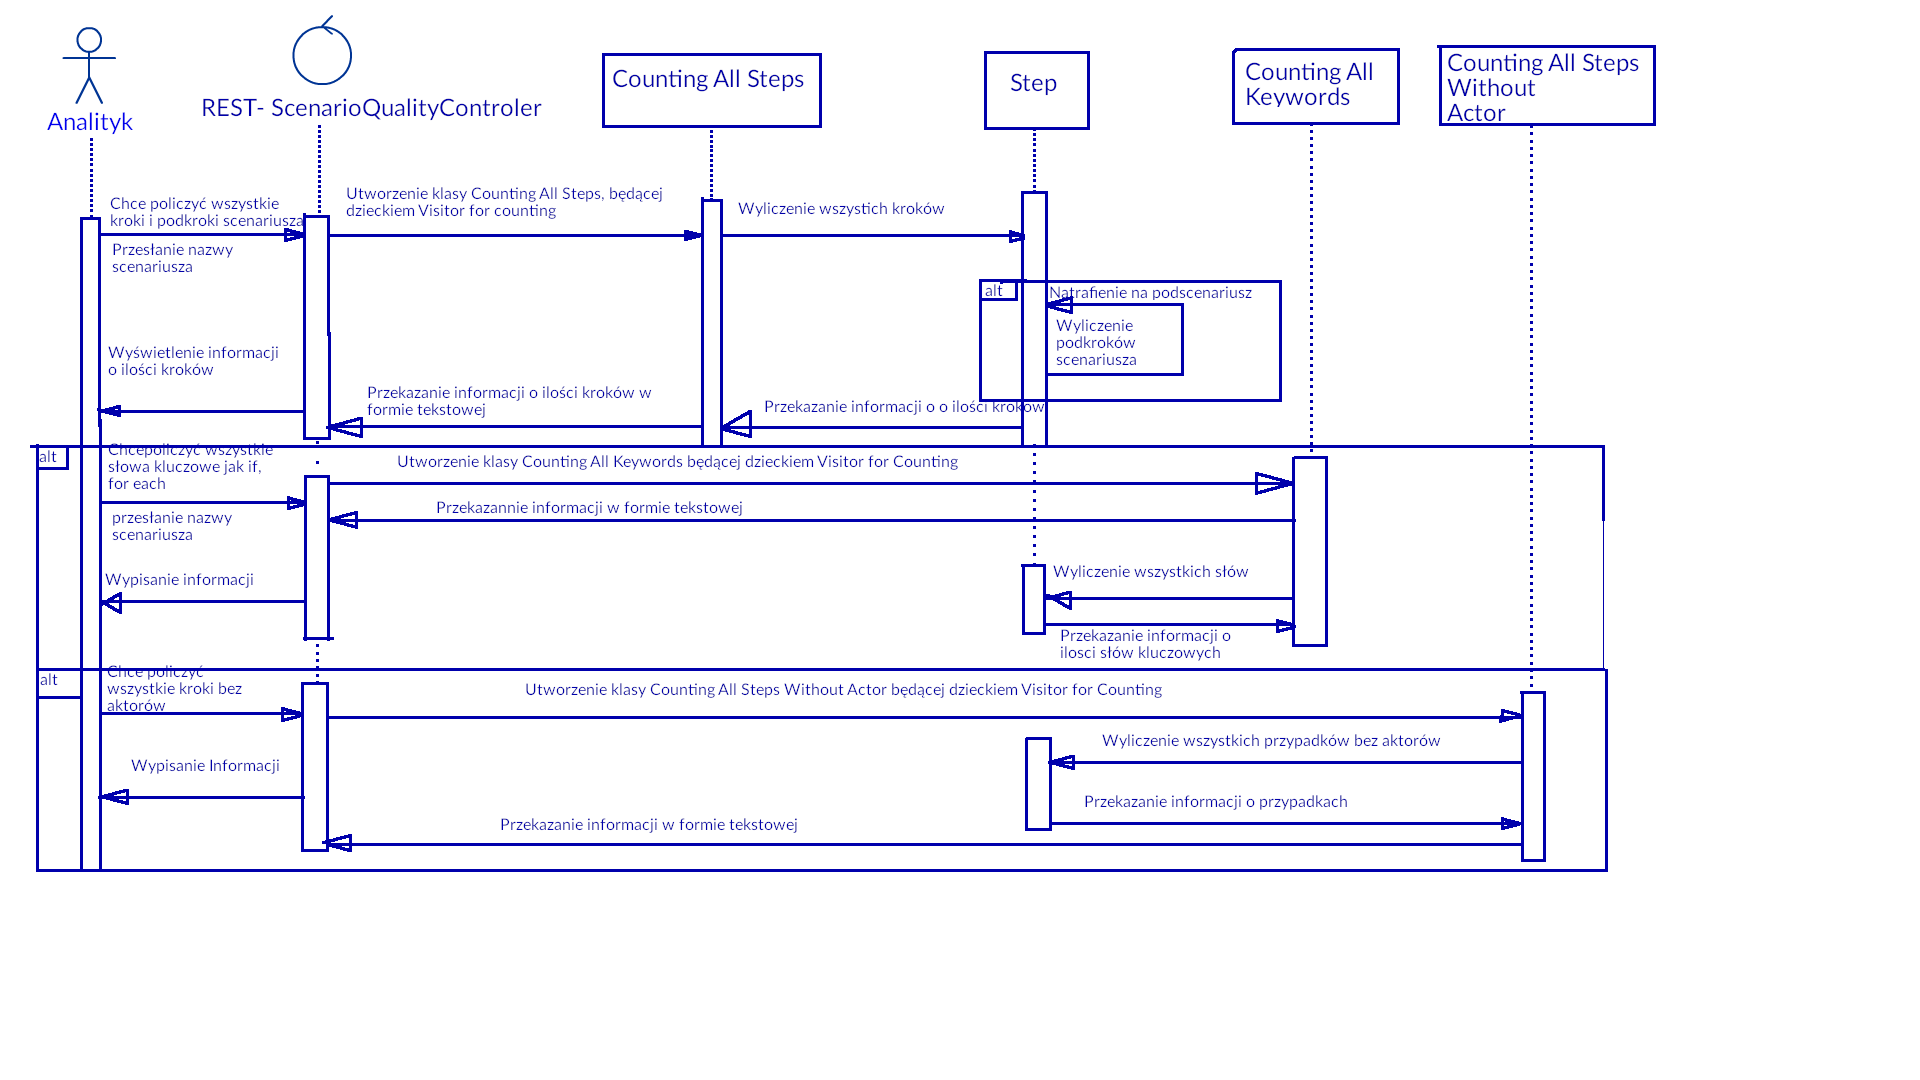 Analityk
REST- ScenarioQualityControler
Counting All Steps
Step
Counting All
Keywords
Counting All Steps
Without
Actor
Chce policzyć wszystkie
kroki i podkroki scenariusza
Przesłanie nazwy
scenariusza
Utworzenie klasy Counting All Steps, będącej
dzieckiem Visitor for counting
Wyliczenie wszystich kroków
alt
Natrafienie na podscenariusz
Wyliczenie
podkroków
scenariusza
Wyświetlenie informacji
o ilości kroków
Przekazanie informacji o ilości kroków w
formie tekstowej
Przekazanie informacji o o ilości kroków
alt
Chcepoliczyć wszystkie
słowa kluczowe jak if,
for each
Utworzenie klasy Counting All Keywords będącej dzieckiem Visitor for Counting
przesłanie nazwy
scenariusza
Przekazannie informacji w formie tekstowej
Wypisanie informacji
Wyliczenie wszystkich słów
Przekazanie informacji o
ilosci słów kluczowych
alt
Chce policzyć
wszystkie kroki bez
aktorów
Utworzenie klasy Counting All Steps Without Actor będącej dzieckiem Visitor for Counting
Wyliczenie wszystkich przypadków bez aktorów
Wypisanie Informacji
Przekazanie informacji o przypadkach
Przekazanie informacji w formie tekstowej